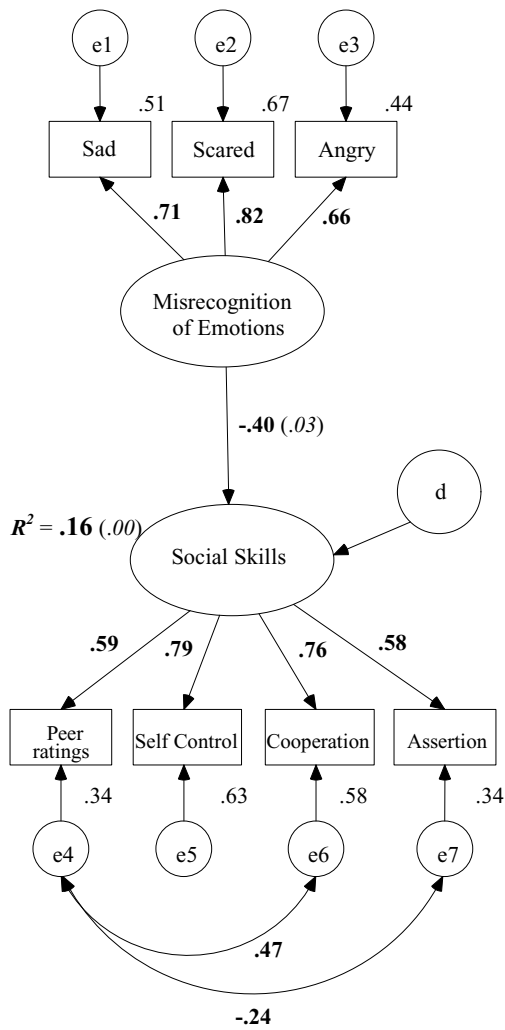 e1
e2
e3
.51
.67
.44
Sad
Scared
Angry
.71
.82
.66
Misrecognition
of Emotions
-.40 (.03)
d
R² = .16 (.00)
Social Skills
.59
.79
.76
.58
Peer
ratings
Self Control
Cooperation
Assertion
.34
.63
.58
.34
e4
e5
e6
e7
.47
-.24